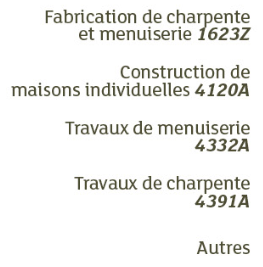 Fabrication de charpente
et menuiserie 1623Z
Construction de
maisons individuelles 4120A
Travaux de menuiserie
4332A
Travaux de charpente
4391A
Autres